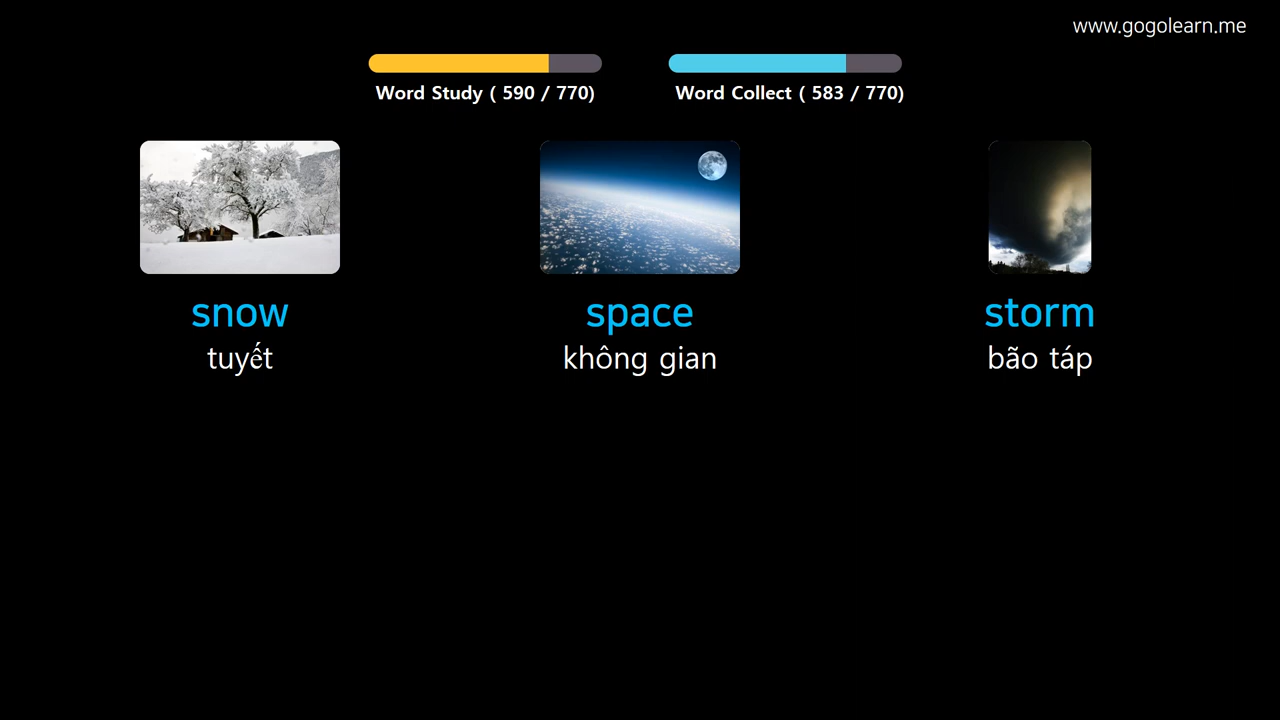 www.gogolearn.me
Word Study ( 590 / 770)
Word Collect ( 583 / 770)
snow
tuyết
space
không gian
storm
bão táp